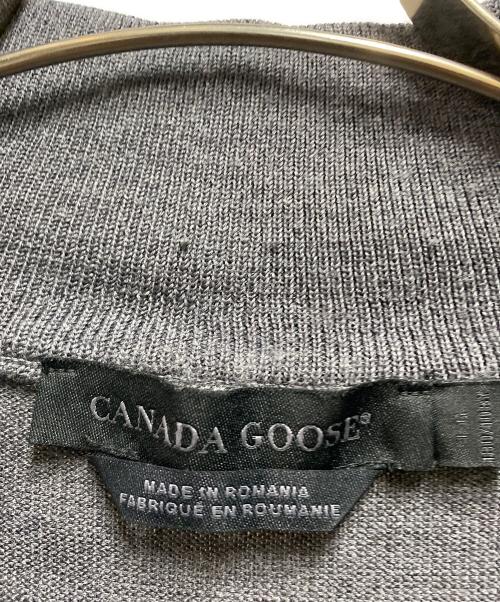 CANADA GOOSE®
MADE IN ROMANIA
FABRIQUÉ EN ROUMANIE